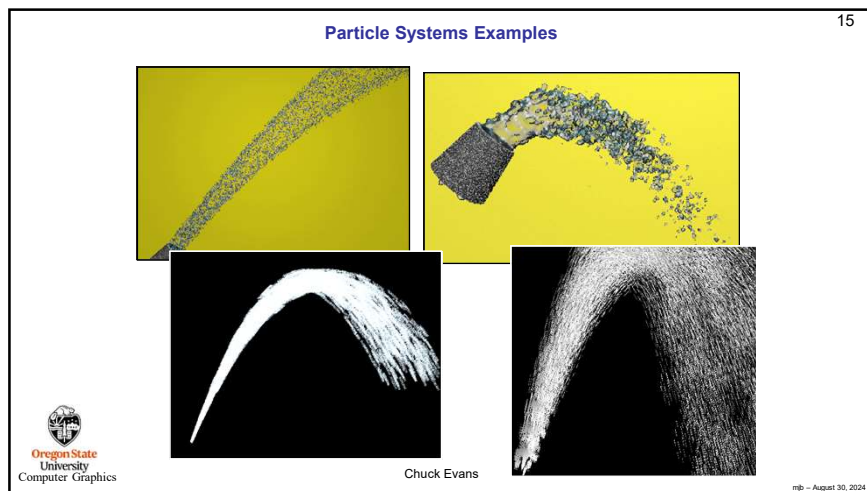 15
Particle Systems Examples
Oregon State
University
Computer Graphics
Chuck Evans
mjb – August 30, 2024